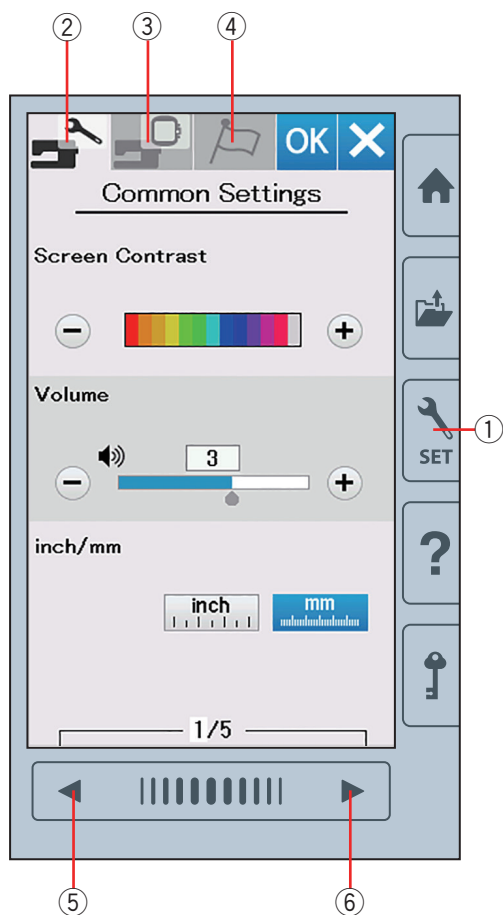 ② ③ ④
OK
Common Settings
Screen Contrast
− +
Volume
3
− +
① 
SET
inch/mm
inch mm
?
1/5
⑤ ⑥